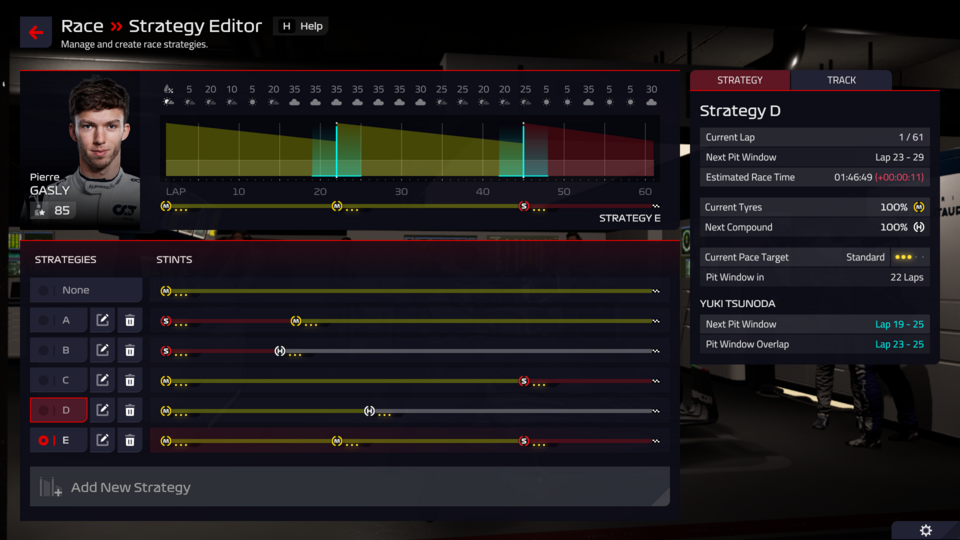 Race » Strategy Editor
H Help
Manage and create race strategies.
5 20 10 5 20 35 35 35 35 35 35 30 25 20 20 25 5 5 35 5 30
Pierre
GASLY
85
LAP 10 20 30 40 50 60
M M S
STRATEGY E
STRATEGIES STINTS
None M
A S M
B S H
C M S
D M H
E M M S
Add New Strategy
STRATEGY TRACK
Strategy D
Current Lap 1 / 61
Next Pit Window Lap 23 - 29
Estimated Race Time 01:46:49 (+00:00:11)
Current Tyres 100% M
Next Compound 100% H
Current Pace Target Standard
Pit Window in 22 Laps
YUKI TSUNODA
Next Pit Window Lap 19 - 25
Pit Window Overlap Lap 23 - 25